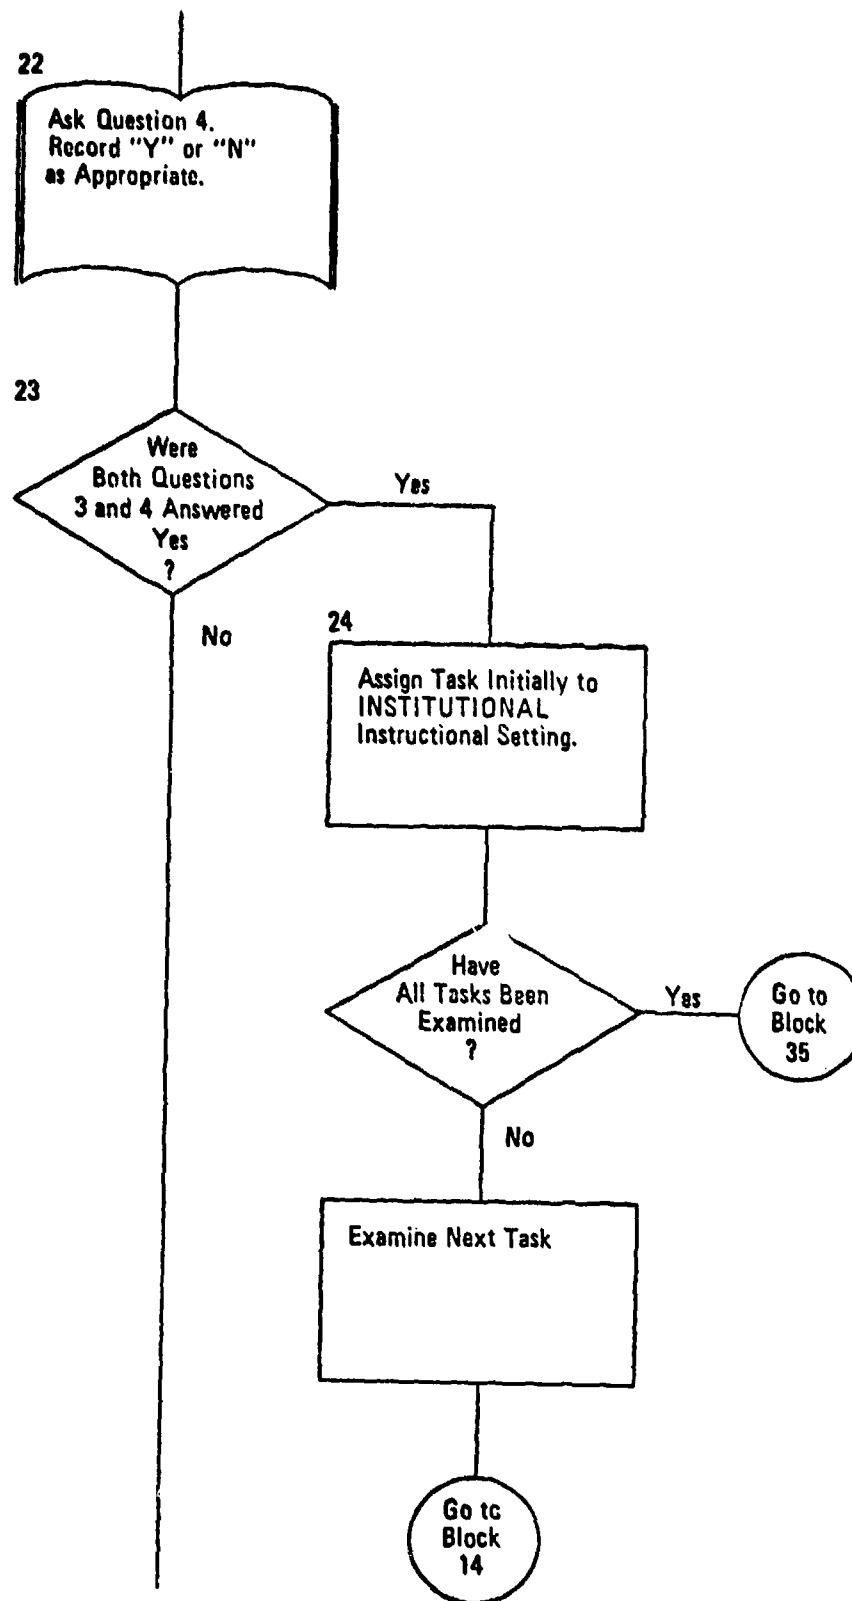 22
Ask Question 4.
Record "Y" or "N"
as Appropriate.
23
Were
Both Questions
3 and 4 Answered
Yes
?
Yes
No
24
Assign Task Initially to
INSTITUTIONAL
Instructional Setting.
Have
All Tasks Been
Examined
?
Yes
Go to
Block
35
No
Examine Next Task
Go to
Block
14